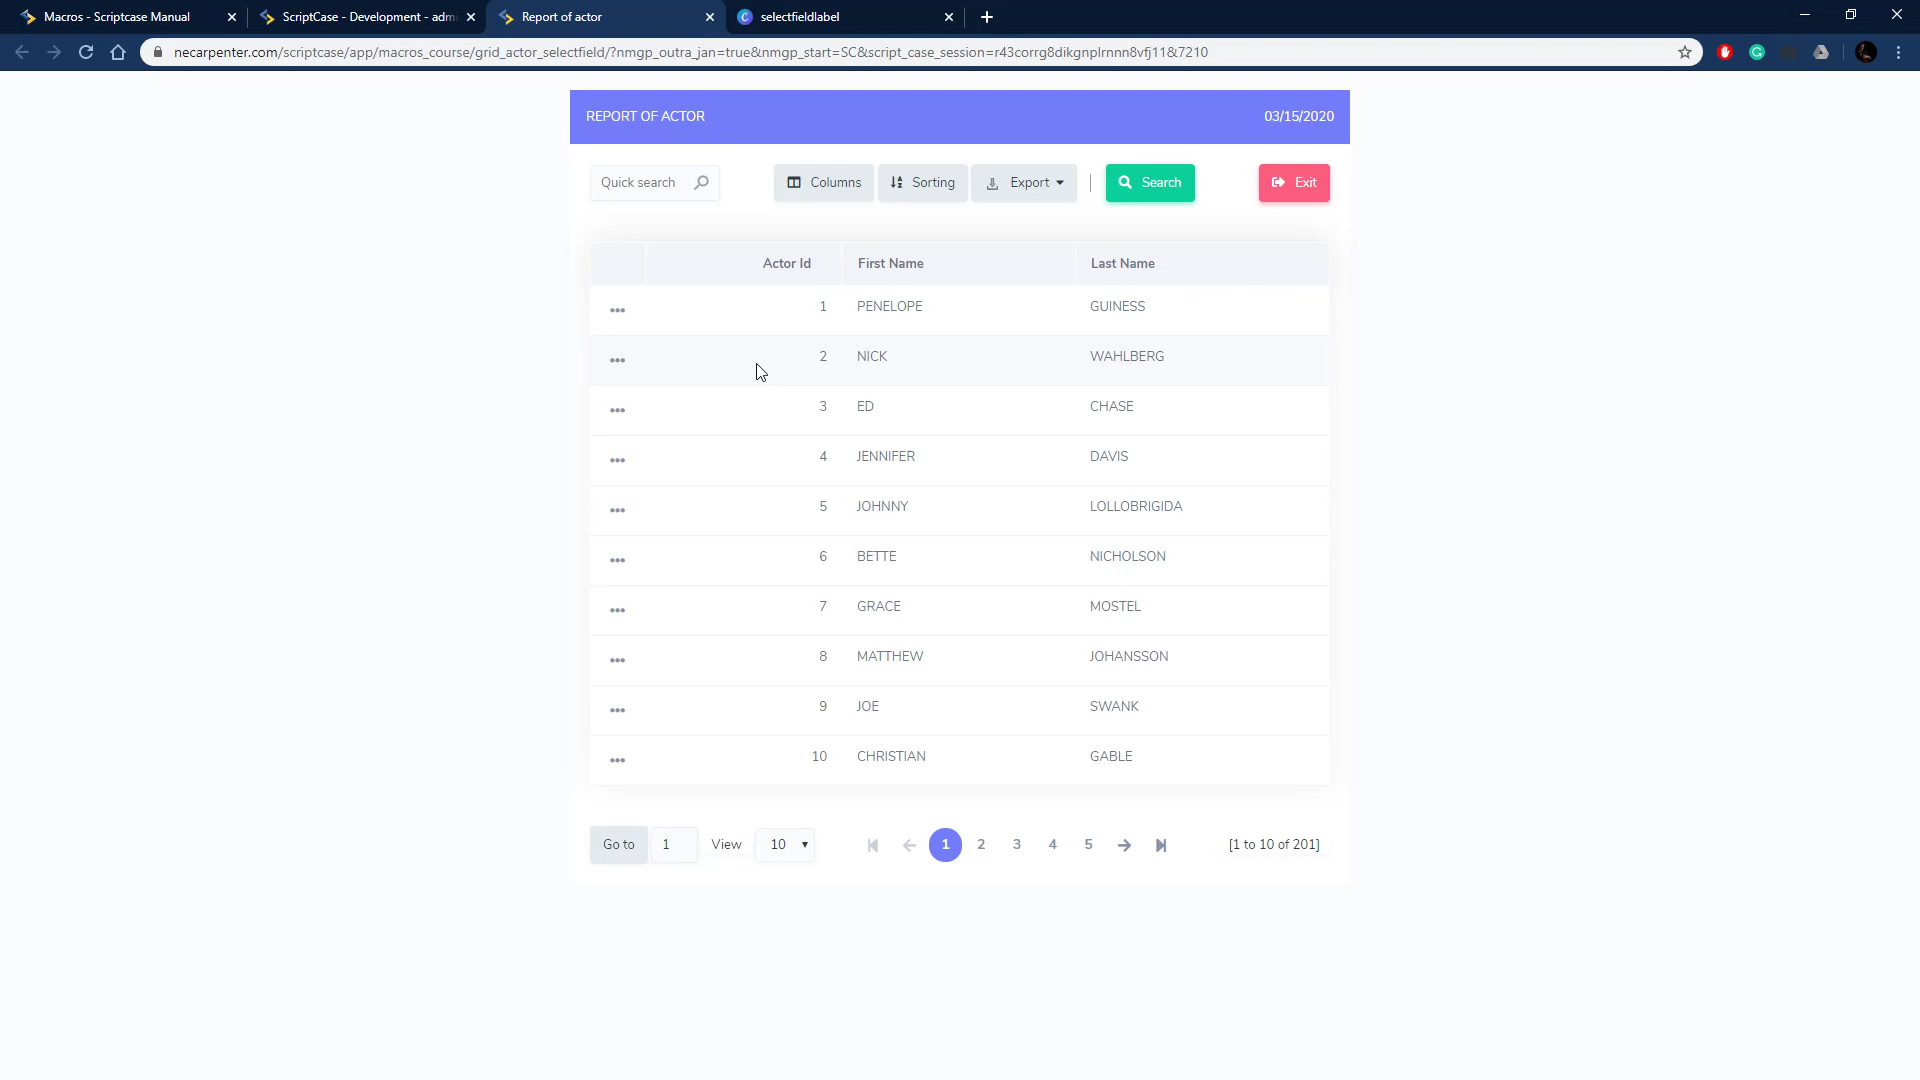 Macros - Scriptcase Manual
ScriptCase - Development - admi
Report of actor
selectfieldlabel
necarpenter.com/scriptcase/app/macros_course/grid_actor_selectfield/?nmgp_outra_jan=true&nmgp_start=SC&script_case_session=r43corrg8dikgnplrnnn8vfj11&7210
REPORT OF ACTOR 03/15/2020
Quick search Columns Sorting Export | Search Exit
Actor Id First Name Last Name
1 PENELOPE GUINESS
2 NICK WAHLBERG
3 ED CHASE
4 JENNIFER DAVIS
5 JOHNNY LOLLOBRIGIDA
6 BETTE NICHOLSON
7 GRACE MOSTEL
8 MATTHEW JOHANSSON
9 JOE SWANK
10 CHRISTIAN GABLE
Go to 1 View 10 1 2 3 4 5 [1 to 10 of 201]